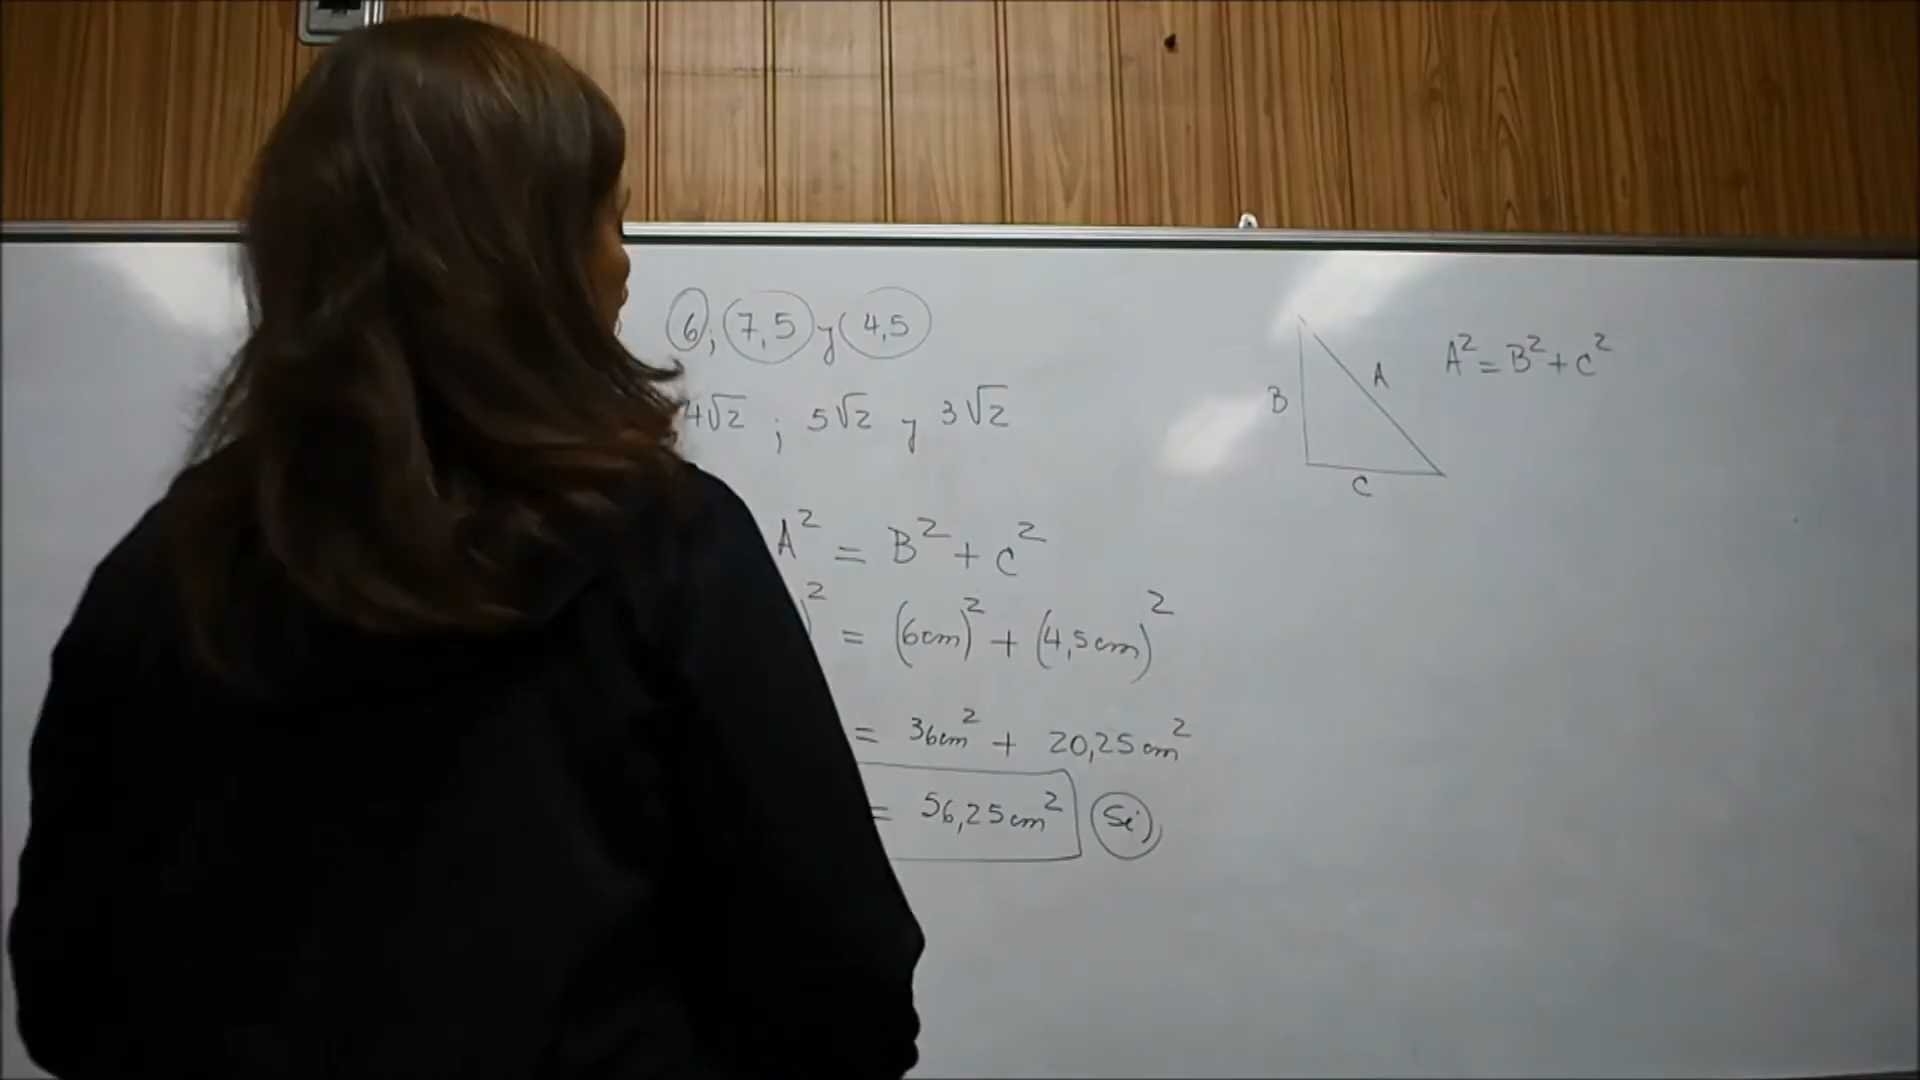 6; 7,5 y 4,5
4√2 ; 5√2 y 3√2
A² = B² + C²
)² = (6cm)² + (4,5cm)²
= 36cm² + 20,25cm²
= 56,25cm² Si
B
A
C
A² = B² + C²